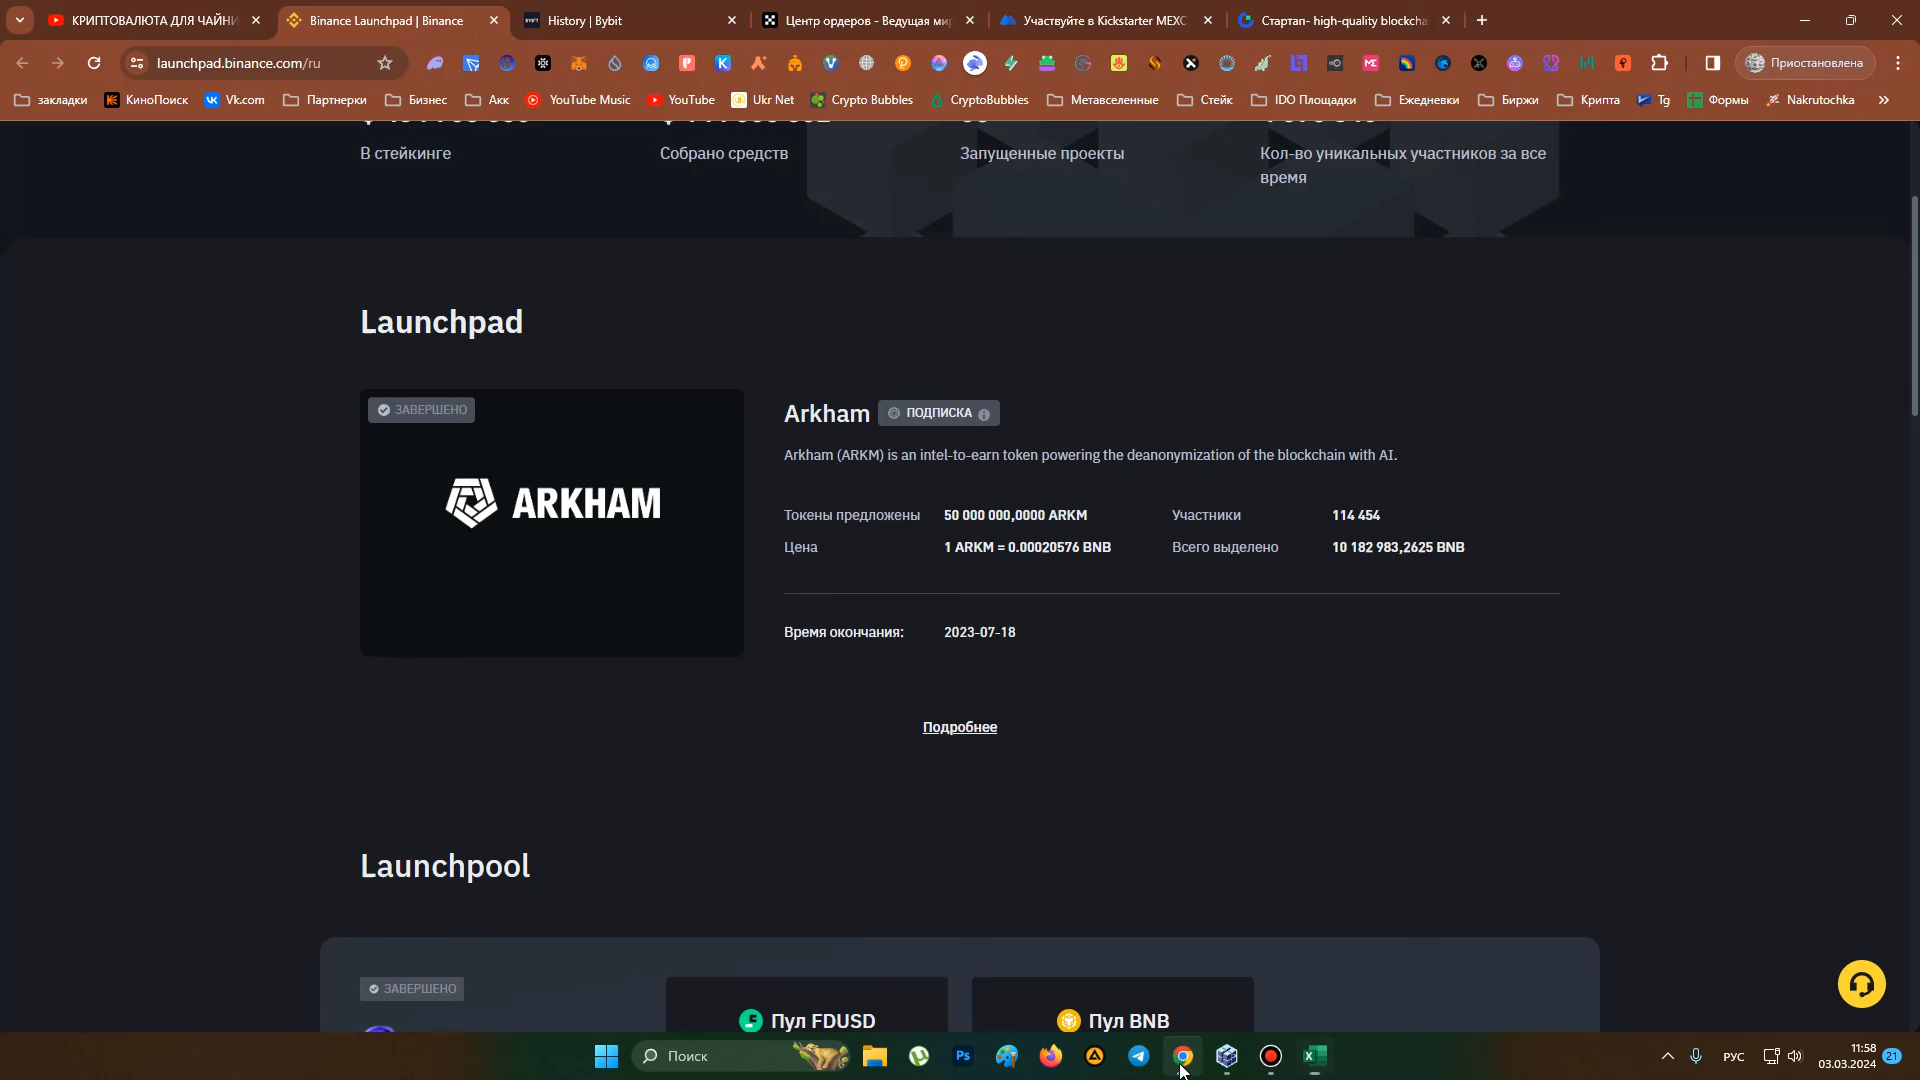 КРИПТОВАЛЮТА ДЛЯ ЧАЙНИ
Binance Launchpad | Binance
History | Bybit
Центр ордеров - Ведущая ми
Участвуйте в Kickstarter MEXC
Стартап- high-quality blockcha
launchpad.binance.com/ru
Приостановлена
закладки
КиноПоиск
Vk.com
Партнерки
Бизнес
Акк
YouTube Music
YouTube
Ukr Net
Crypto Bubbles
CryptoBubbles
Метавселенные
Стейк
IDO Площадки
Ежедневки
Биржи
Крипта
Tg
Формы
Nakrutochka
В стейкинге
Собрано средств
Запущенные проекты
Кол-во уникальных участников за все
время
Launchpad
ЗАВЕРШЕНО
ARKHAM
Arkham
ПОДПИСКА
Arkham (ARKM) is an intel-to-earn token powering the deanonymization of the blockchain with AI.
Токены предложены 50 000 000,0000 ARKM
Участники 114 454
Цена 1 ARKM = 0.00020576 BNB
Всего выделено 10 182 983,2625 BNB
Время окончания: 2023-07-18
Подробнее
Launchpool
ЗАВЕРШЕНО
Пул FDUSD
Пул BNB
Поиск
РУС
11:58
03.03.2024
21